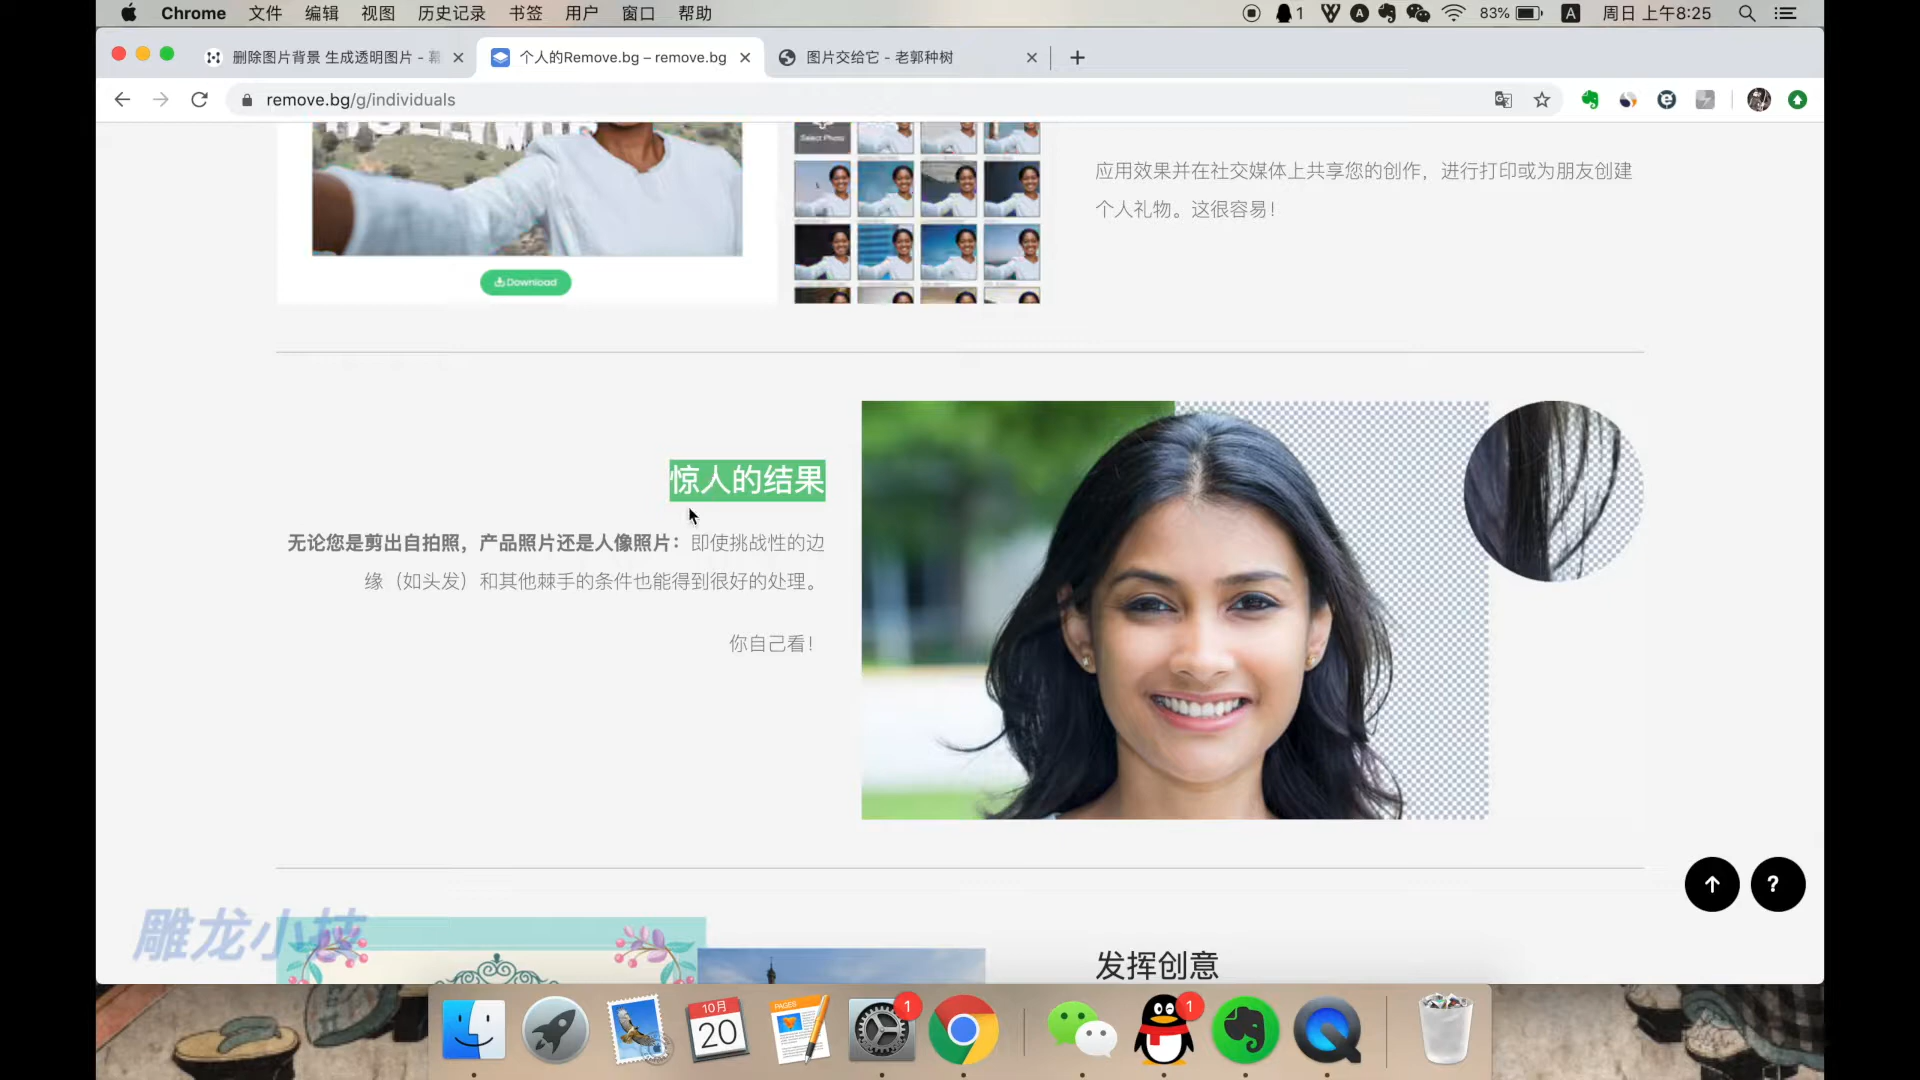 Chrome 文件 编辑 视图 历史记录 书签 用户 窗口 帮助 1 83% A 周日 上午8:25
删除图片背景 生成透明图片 - 个人的Remove.bg – remove.bg 图片交给它 - 老郭种树
remove.bg/g/individuals
Select Photo
应用效果并在社交媒体上共享您的创作，进行打印或为朋友创建
个人礼物。这很容易！
Download
惊人的结果
无论您是剪出自拍照，产品照片还是人像照片：即使挑战性的边
缘（如头发）和其他棘手的条件也能得到很好的处理。
你自己看！
?
雕龙小技
发挥创意
10月
20
PAGES
1
1